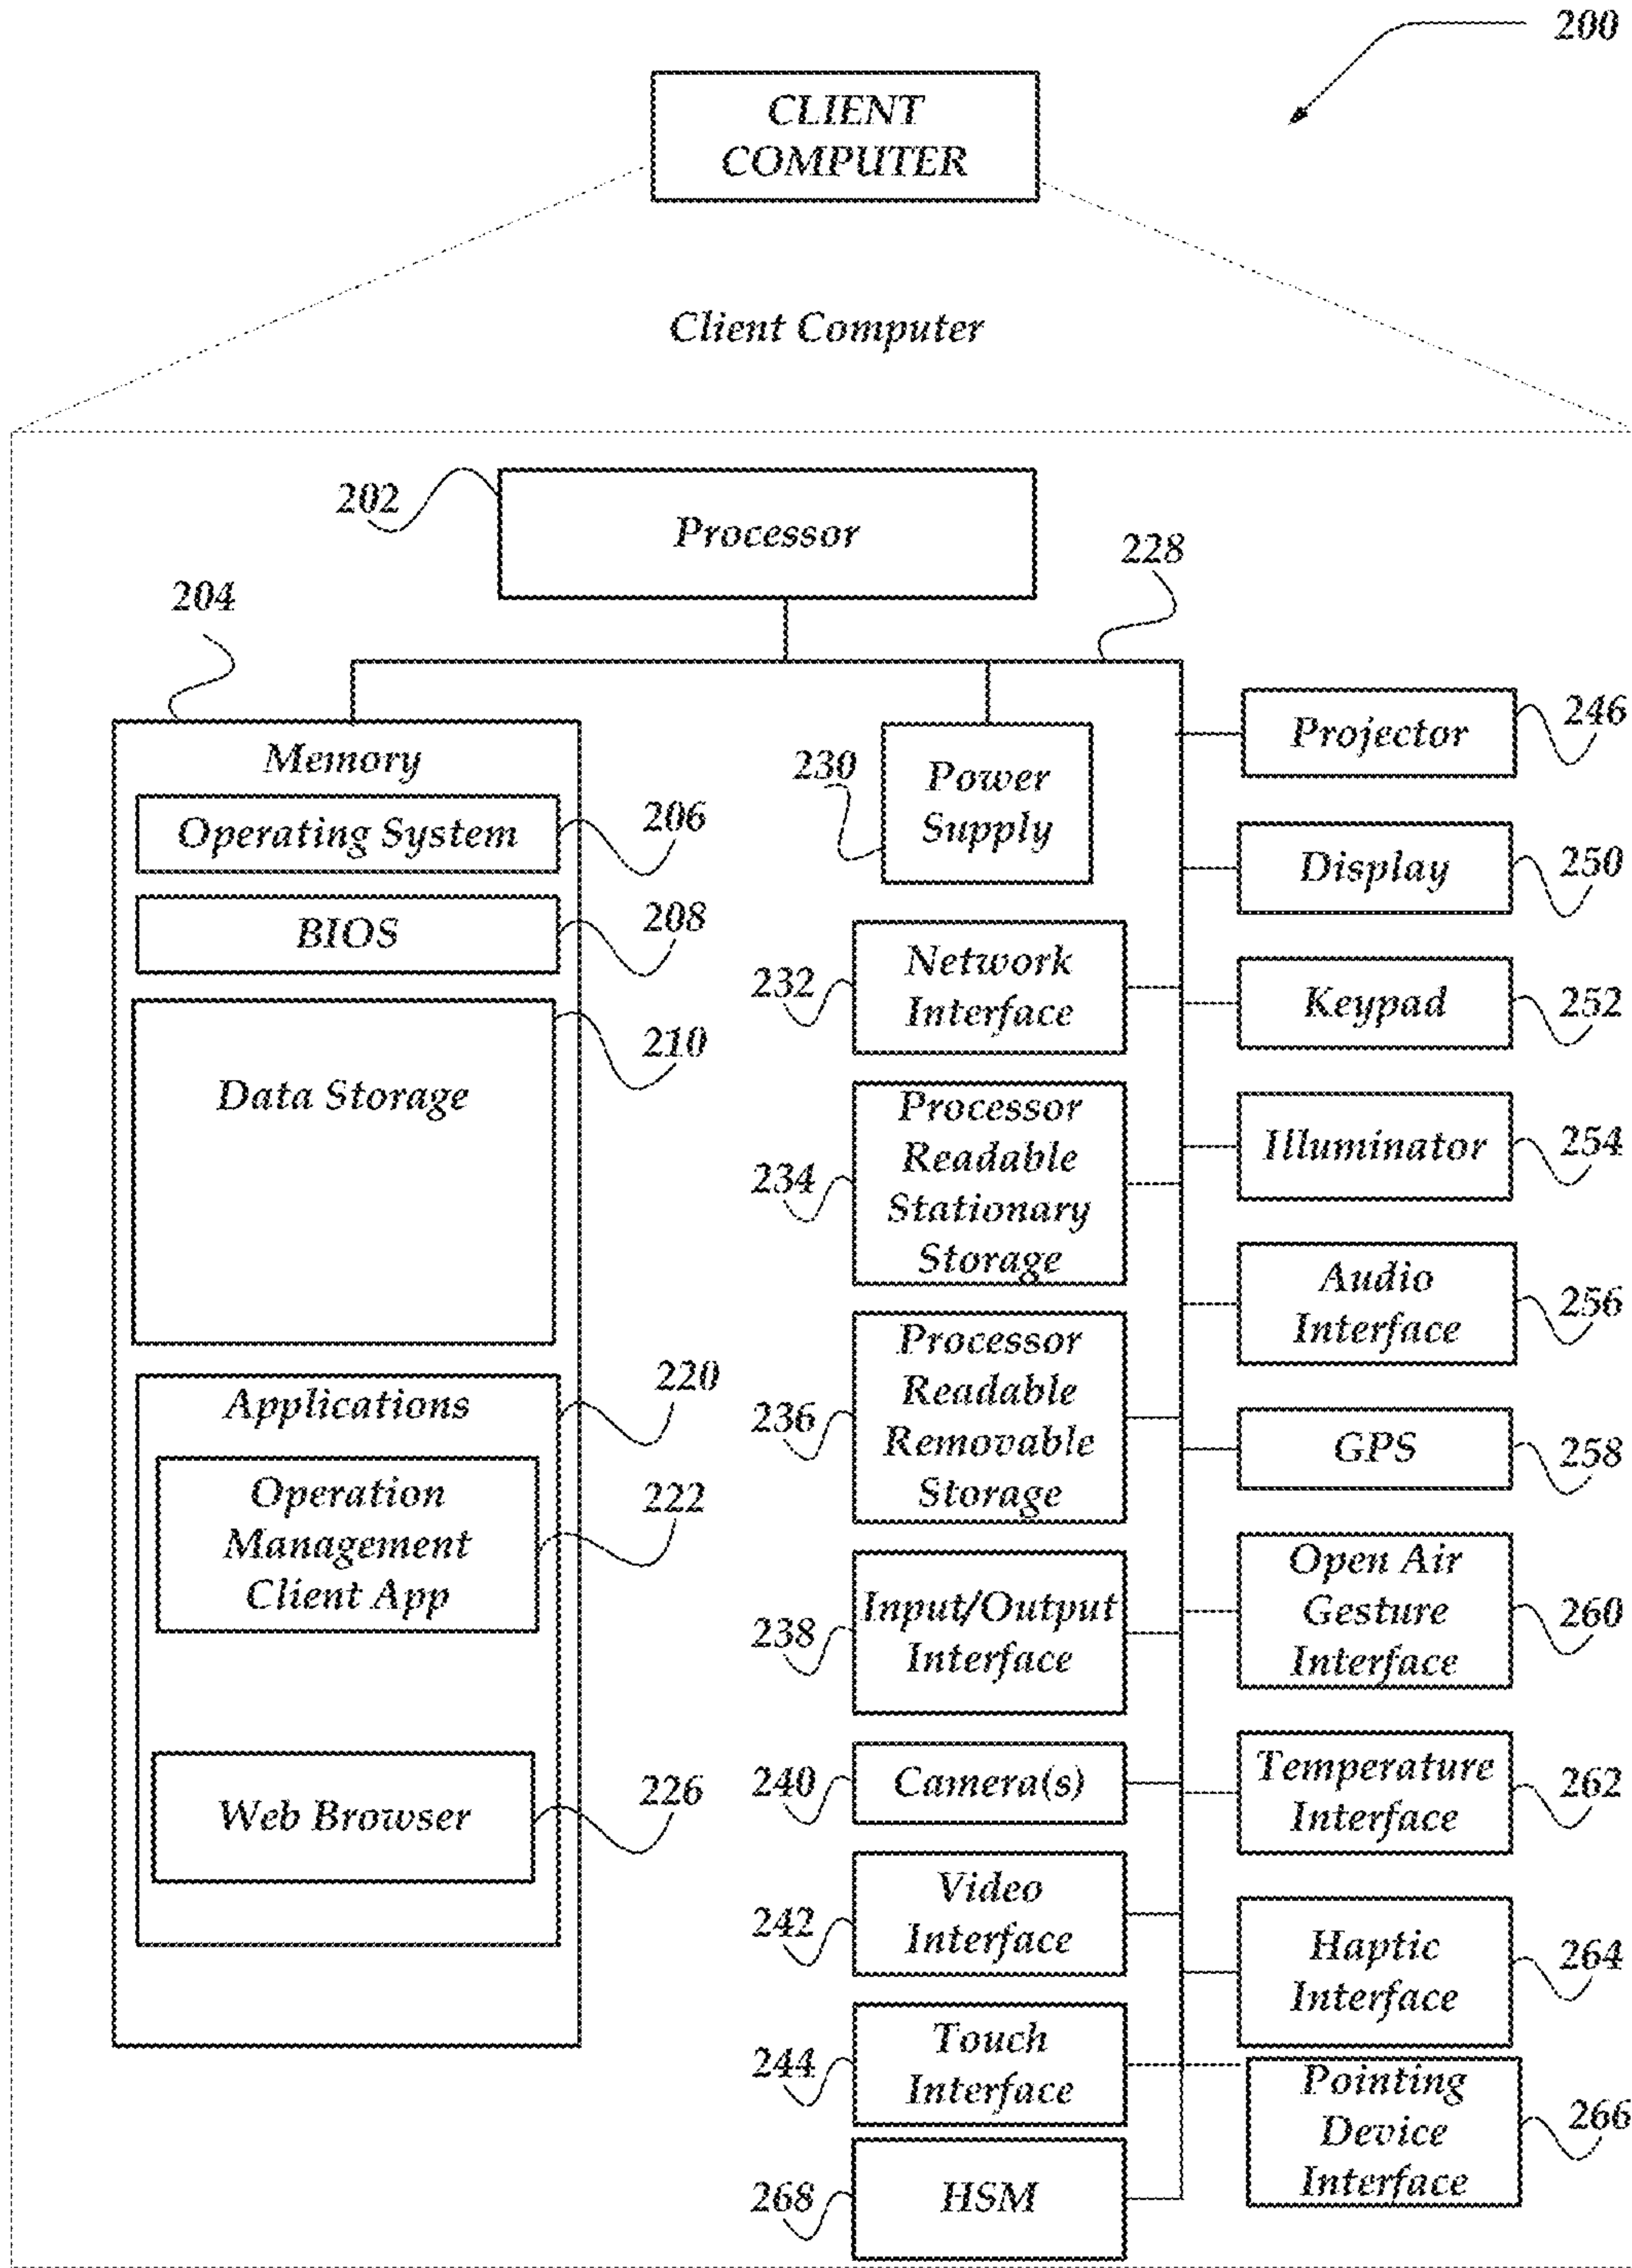 200
CLIENT
COMPUTER
Client Computer
202
Processor
228
204
Memory
Operating System
206
BIOS
208
Data Storage
210
Applications
220
Operation
Management
Client App
222
Web Browser
226
230
Power
Supply
232
Network
Interface
234
Processor
Readable
Stationary
Storage
236
Processor
Readable
Removable
Storage
238
Input/Output
Interface
240
Camera(s)
242
Video
Interface
244
Touch
Interface
268
HSM
Projector
246
Display
250
Keypad
252
Illuminator
254
Audio
Interface
256
GPS
258
Open Air
Gesture
Interface
260
Temperature
Interface
262
Haptic
Interface
264
Pointing
Device
Interface
266